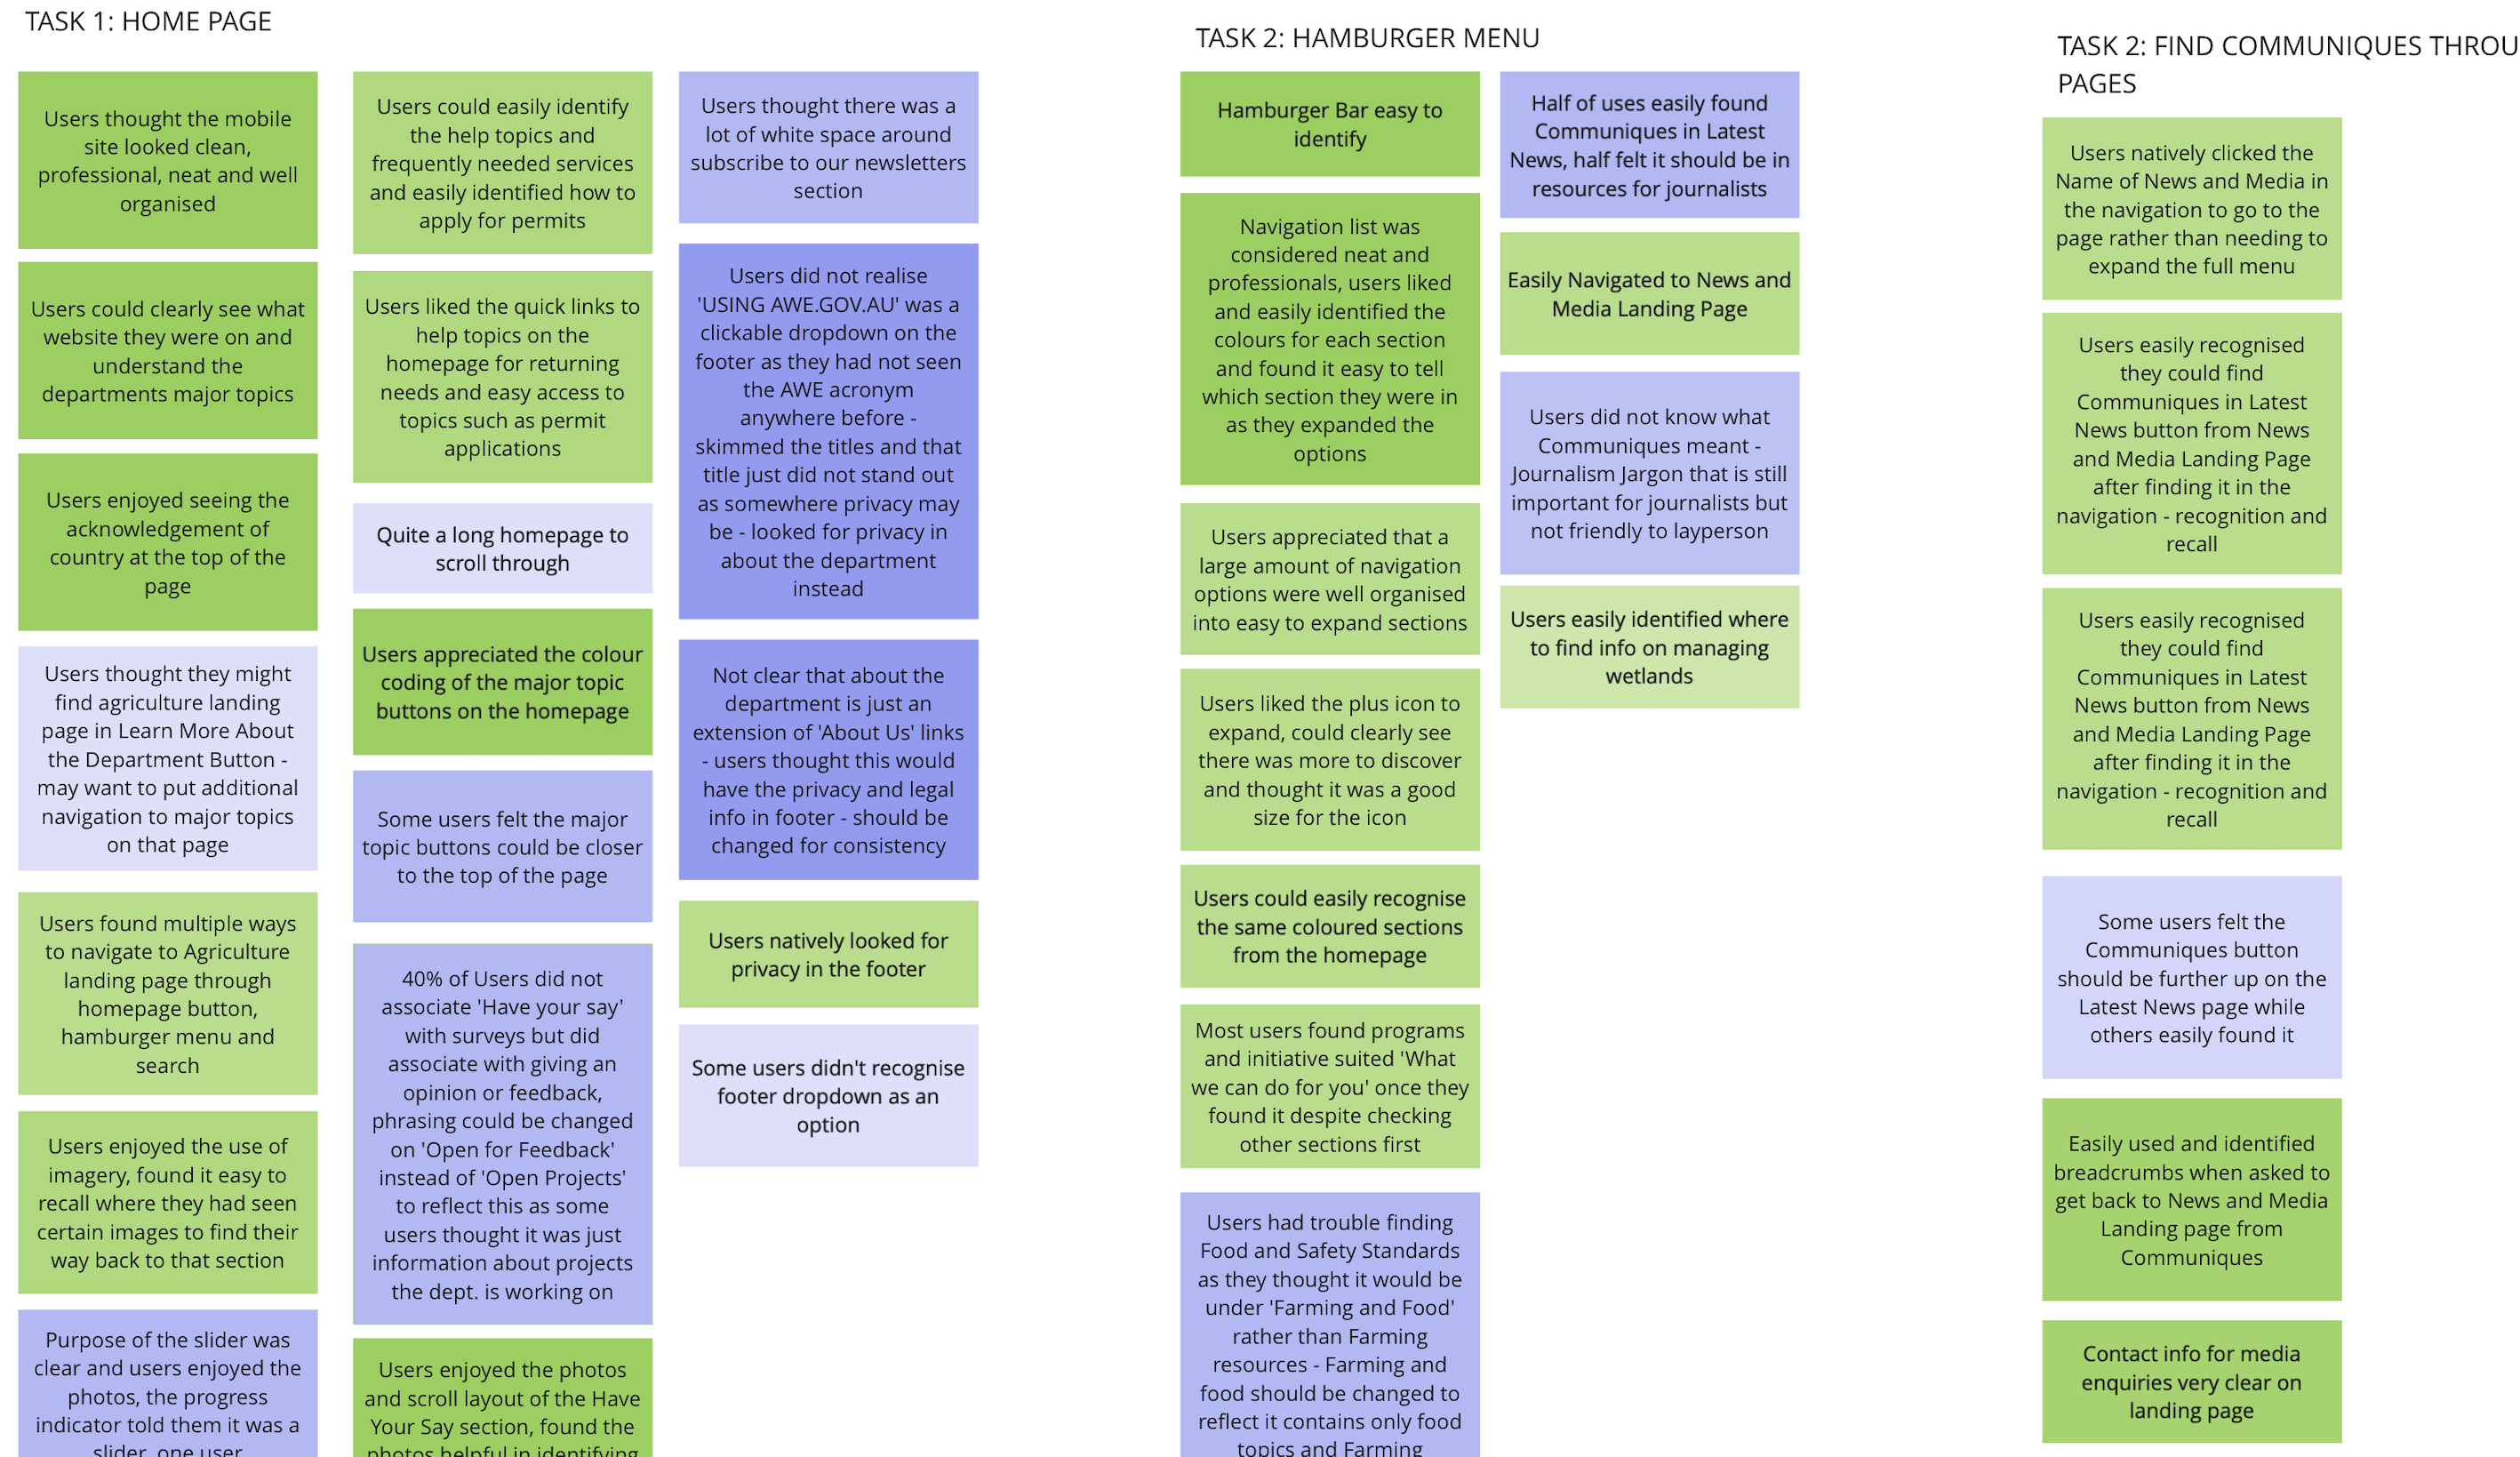 TASK 1: HOME PAGE
Users thought the mobile
site looked clean,
professional, neat and well
organised
Users could clearly see what
website they were on and
understand the
departments major topics
Users enjoyed seeing the
acknowledgement of
country at the top of the
page
Users thought they might
find agriculture landing
page in Learn More About
the Department Button -
may want to put additional
navigation to major topics
on that page
Users found multiple ways
to navigate to Agriculture
landing page through
homepage button,
hamburger menu and
search
Users enjoyed the use of
imagery, found it easy to
recall where they had seen
certain images to find their
way back to that section
Purpose of the slider was
clear and users enjoyed the
photos, the progress
indicator told them it was a
slider, one user
Users could easily identify
the help topics and
frequently needed services
and easily identified how to
apply for permits
Users liked the quick links to
help topics on the
homepage for returning
needs and easy access to
topics such as permit
applications
Quite a long homepage to
scroll through
Users appreciated the colour
coding of the major topic
buttons on the homepage
Some users felt the major
topic buttons could be closer
to the top of the page
40% of Users did not
associate 'Have your say'
with surveys but did
associate with giving an
opinion or feedback,
phrasing could be changed
on 'Open for Feedback'
instead of 'Open Projects'
to reflect this as some
users thought it was just
information about projects
the dept. is working on
Users enjoyed the photos
and scroll layout of the Have
Your Say section, found the
photos helpful in identifying
Users thought there was a
lot of white space around
subscribe to our newsletters
section
Users did not realise
'USING AWE.GOV.AU' was a
clickable dropdown on the
footer as they had not seen
the AWE acronym
anywhere before -
skimmed the titles and that
title just did not stand out
as somewhere privacy may
be - looked for privacy in
about the department
instead
Not clear that about the
department is just an
extension of 'About Us' links
- users thought this would
have the privacy and legal
info in footer - should be
changed for consistency
Users natively looked for
privacy in the footer
Some users didn't recognise
footer dropdown as an
option
TASK 2: HAMBURGER MENU
Hamburger Bar easy to
identify
Navigation list was
considered neat and
professionals, users liked
and easily identified the
colours for each section
and found it easy to tell
which section they were in
as they expanded the
options
Users appreciated that a
large amount of navigation
options were well organised
into easy to expand sections
Users liked the plus icon to
expand, could clearly see
there was more to discover
and thought it was a good
size for the icon
Users could easily recognise
the same coloured sections
from the homepage
Most users found programs
and initiative suited 'What
we can do for you' once they
found it despite checking
other sections first
Users had trouble finding
Food and Safety Standards
as they thought it would be
under 'Farming and Food'
rather than Farming
resources - Farming and
food should be changed to
reflect it contains only food
topics and Farming
Half of uses easily found
Communiques in Latest
News, half felt it should be in
resources for journalists
Easily Navigated to News and
Media Landing Page
Users did not know what
Communiques meant -
Journalism Jargon that is still
important for journalists but
not friendly to layperson
Users easily identified where
to find info on managing
wetlands
TASK 2: FIND COMMUNIQUES THROU
PAGES
Users natively clicked the
Name of News and Media in
the navigation to go to the
page rather than needing to
expand the full menu
Users easily recognised
they could find
Communiques in Latest
News button from News
and Media Landing Page
after finding it in the
navigation - recognition and
recall
Users easily recognised
they could find
Communiques in Latest
News button from News
and Media Landing Page
after finding it in the
navigation - recognition and
recall
Some users felt the
Communiques button
should be further up on the
Latest News page while
others easily found it
Easily used and identified
breadcrumbs when asked to
get back to News and Media
Landing page from
Communiques
Contact info for media
enquiries very clear on
landing page